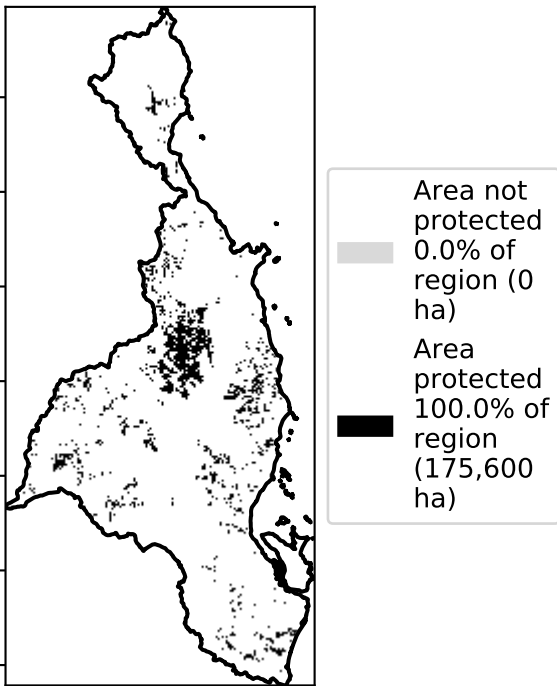 Area not
protected
0.0% of
region (0
ha)
Area
protected
100.0% of
region
(175,600
ha)